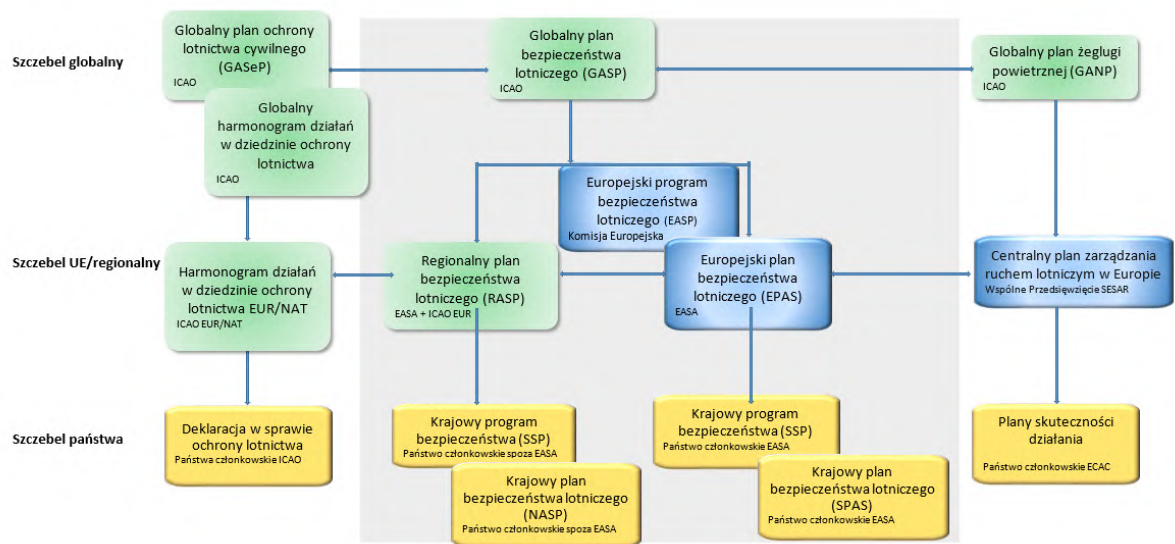 Szczebel globalny
Globalny plan ochrony
lotnictwa cywilnego
(GASeP)
ICAO
Globalny
harmonogram działań
w dziedzinie ochrony
lotnictwa
ICAO
Globalny plan
bezpieczeństwa
lotniczego (GASP)
ICAO
Globalny plan żeglugi
powietrznej (GANP)
ICAO
Europejski program
bezpieczeństwa
lotniczego (EASP)
Komisja Europejska
Szczebel UE/regionalny
Harmonogram działań
w dziedzinie ochrony
lotnictwa EUR/NAT
ICAO EUR/NAT
Regionalny plan
bezpieczeństwa
lotniczego (RASP)
EASA + ICAO EUR
Europejski plan
bezpieczeństwa
lotniczego (EPAS)
EASA
Centralny plan zarządzania
ruchem lotniczym w Europie
Wspólne Przedsięwzięcie SESAR
Szczebel państwa
Deklaracja w sprawie
ochrony lotnictwa
Państwa członkowskie ICAO
Krajowy program
bezpieczeństwa (SSP)
Państwo członkowskie spoza EASA
Krajowy plan
bezpieczeństwa lotniczego
(NASP)
Państwo członkowskie spoza EASA
Krajowy program
bezpieczeństwa (SSP)
Państwo członkowskie EASA
Krajowy plan
bezpieczeństwa lotniczego
(SPAS)
Państwo członkowskie EASA
Plany skuteczności
działania
Państwo członkowskie ECAC